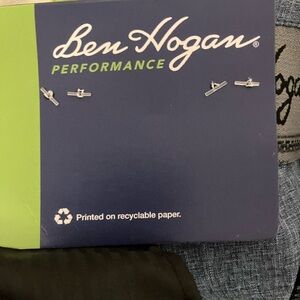 Ben Hogan®
PERFORMANCE
Printed on recyclable paper.